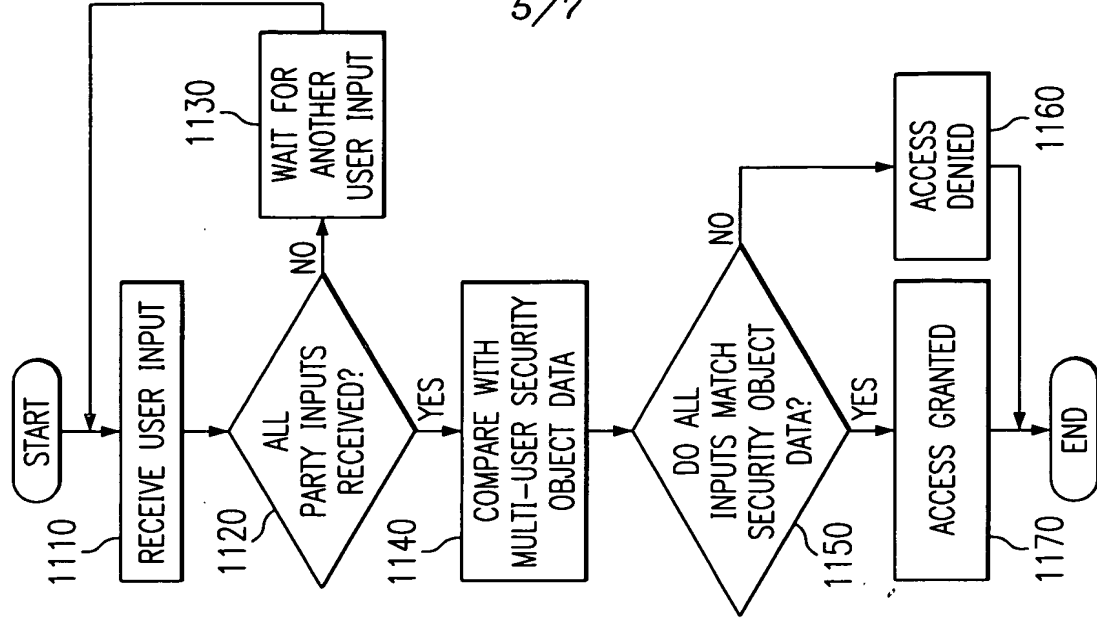 5/7
START
1110
RECEIVE USER INPUT
1120
ALL
PARTY INPUTS
RECEIVED?
NO
1130
WAIT FOR
ANOTHER
USER INPUT
YES
1140
COMPARE WITH
MULTI-USER SECURITY
OBJECT DATA
DO ALL
INPUTS MATCH
SECURITY OBJECT
DATA?
1150
NO
YES
ACCESS
DENIED
1160
ACCESS GRANTED
1170
END